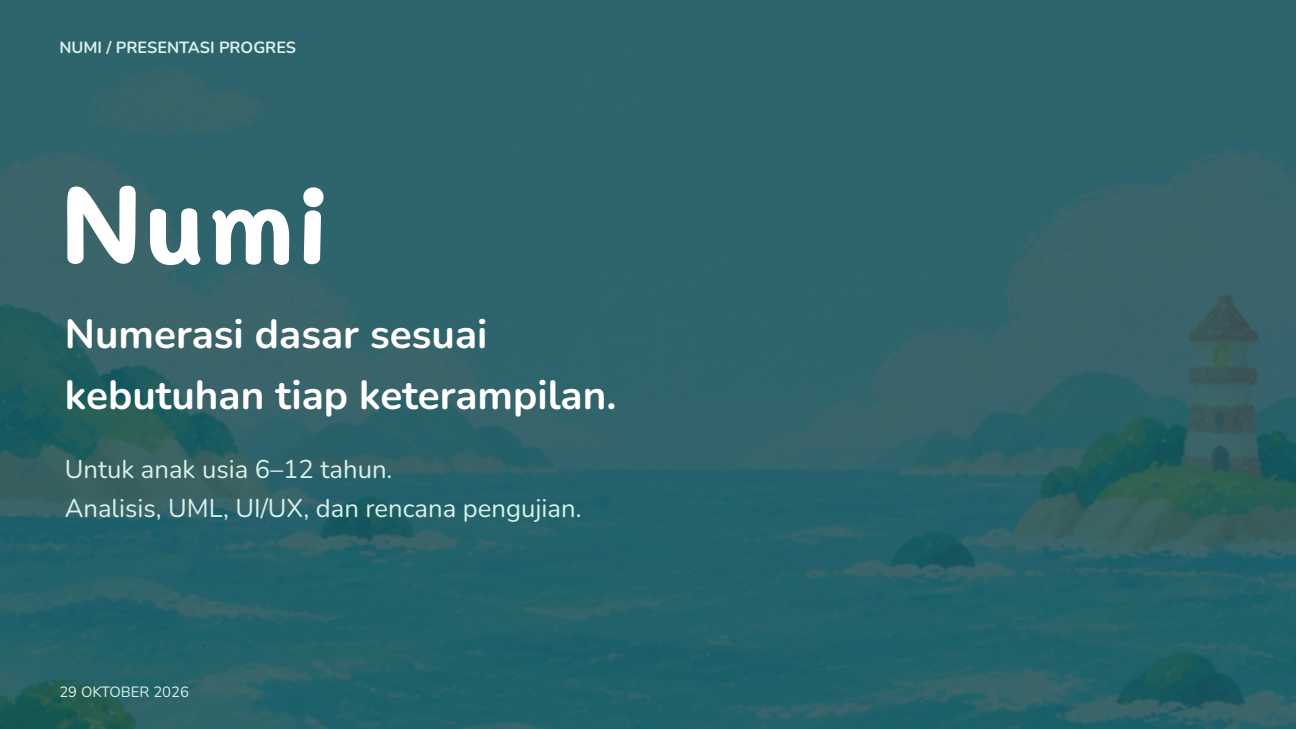 NUMI / PRESENTASI PROGRES
Numi
Numerasi dasar sesuai
kebutuhan tiap keterampilan.
Untuk anak usia 6–12 tahun.
Analisis, UML, UI/UX, dan rencana pengujian.
29 OKTOBER 2026